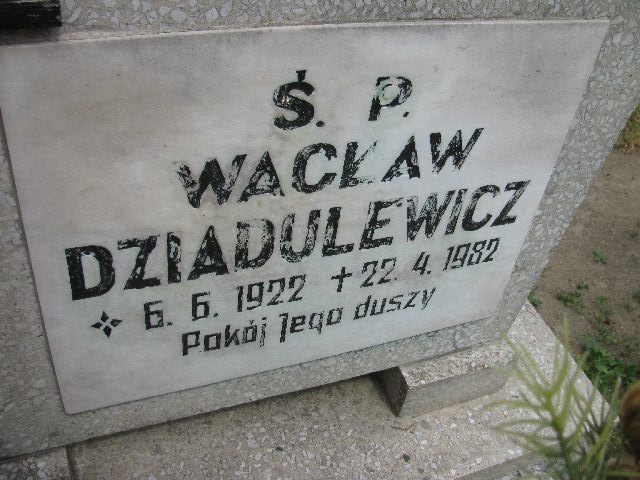 Ś. P.
WACŁAW
DZIADULEWICZ
6. 6. 1922 ✝ 22. 4. 1982
Pokój Jego duszy